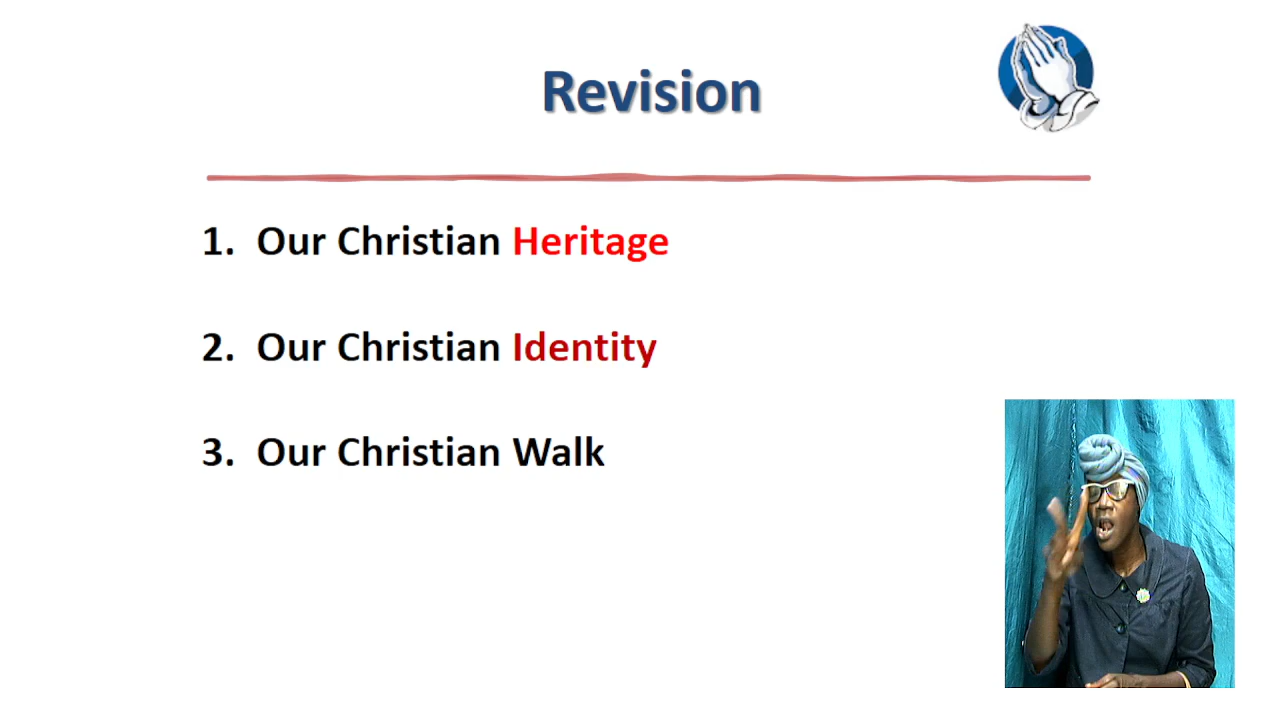 Revision
1. Our Christian Heritage
2. Our Christian Identity
3. Our Christian Walk